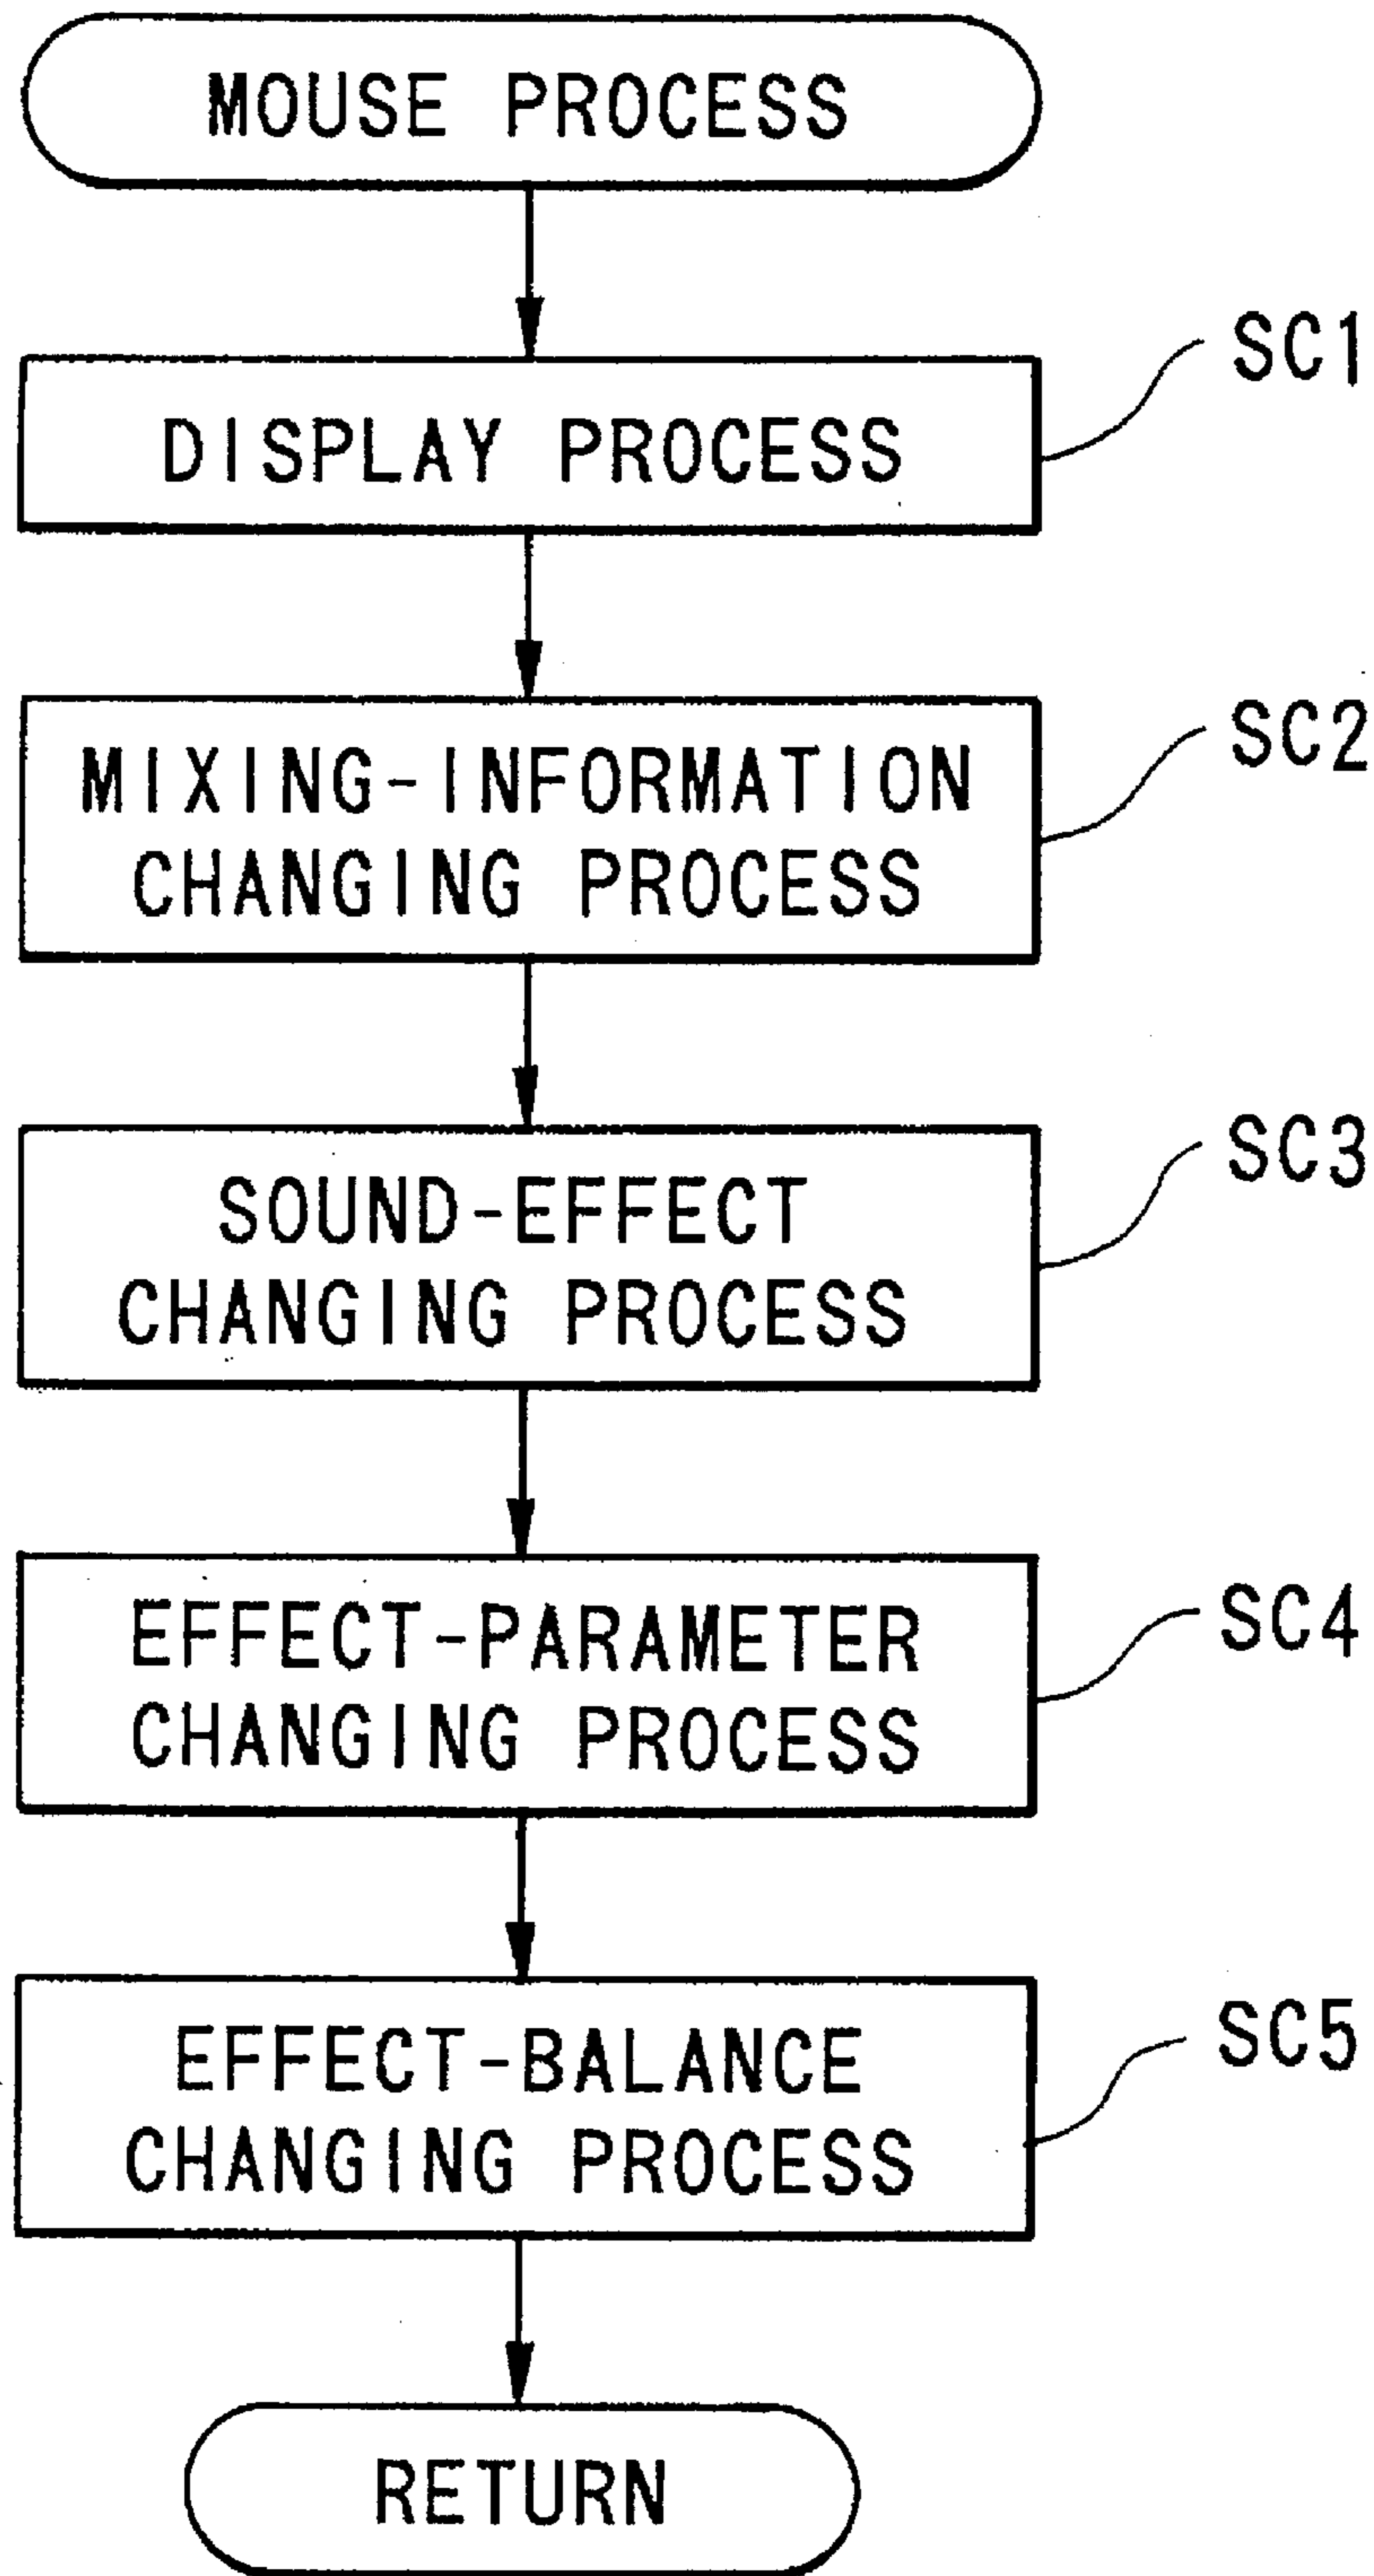 MOUSE PROCESS
DISPLAY PROCESS
SC1
MIXING-INFORMATION
CHANGING PROCESS
SC2
SOUND-EFFECT
CHANGING PROCESS
SC3
EFFECT-PARAMETER
CHANGING PROCESS
SC4
EFFECT-BALANCE
CHANGING PROCESS
SC5
RETURN